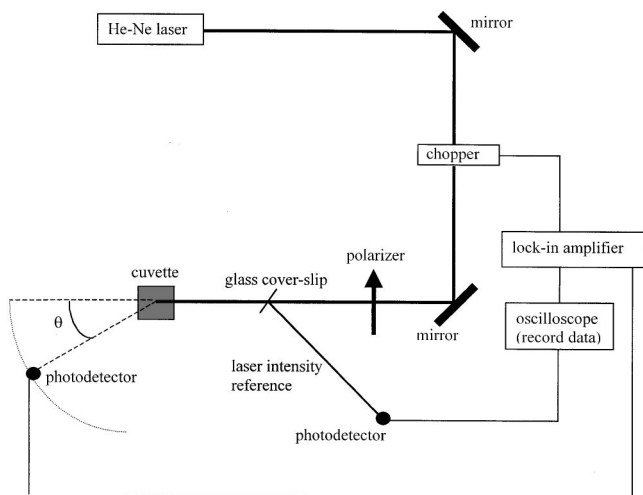 He-Ne laser
mirror
chopper
lock-in amplifier
polarizer
cuvette
glass cover-slip
oscilloscope
(record data)
mirror
θ
laser intensity
reference
photodetector
photodetector